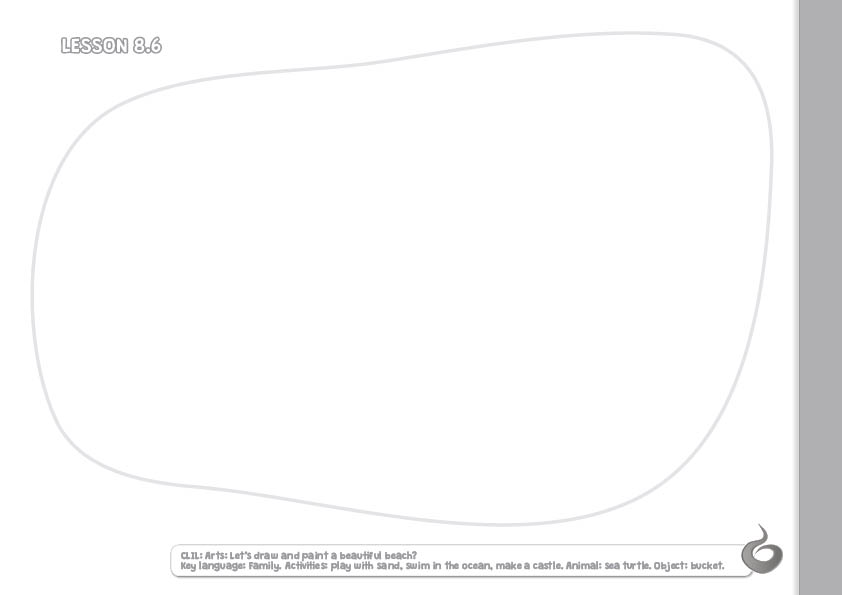 LESSON 8.6
CLIL: Arts: Let's draw and paint a beautiful beach?
Key language: Family. Activities: play with sand, swim in the ocean, make a castle. Animal: sea turtle. Object: bucket.